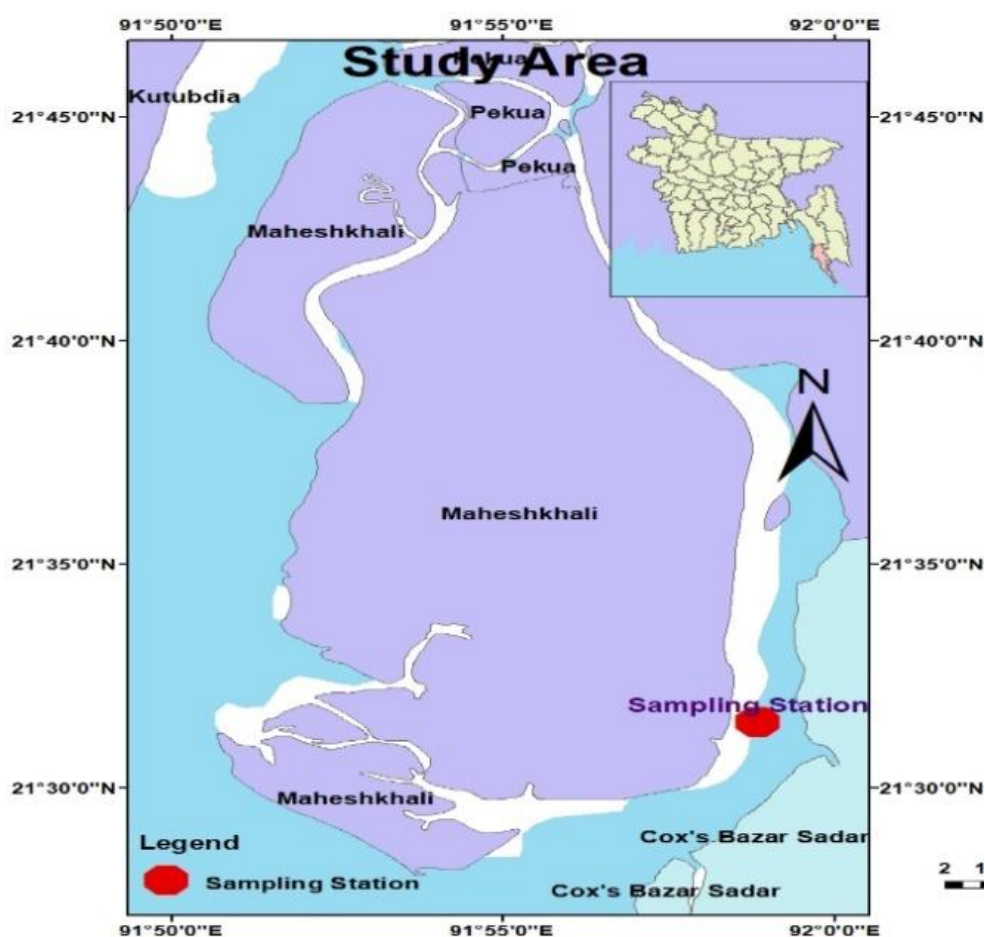 91°50'0"E 91°55'0"E 92°0'0"E
Pekua
Study Area
Kutubdia
Pekua
21°45'0"N 21°45'0"N
Pekua
Maheshkhali
21°40'0"N 21°40'0"N
N
Maheshkhali
21°35'0"N 21°35'0"N
Sampling Station
21°30'0"N 21°30'0"N
Maheshkhali
Cox's Bazar Sadar
Legend
Sampling Station
Cox's Bazar Sadar
2 1
91°50'0"E 91°55'0"E 92°0'0"E